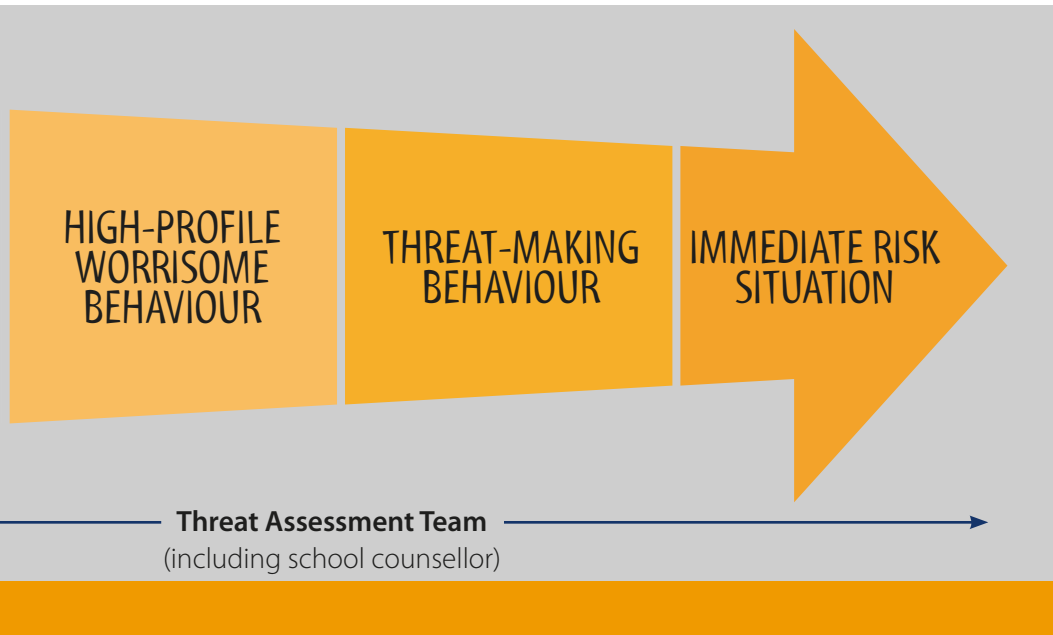 HIGH-PROFILE
WORRISOME
BEHAVIOUR
THREAT-MAKING
BEHAVIOUR
IMMEDIATE RISK
SITUATION
Threat Assessment Team
(including school counsellor)